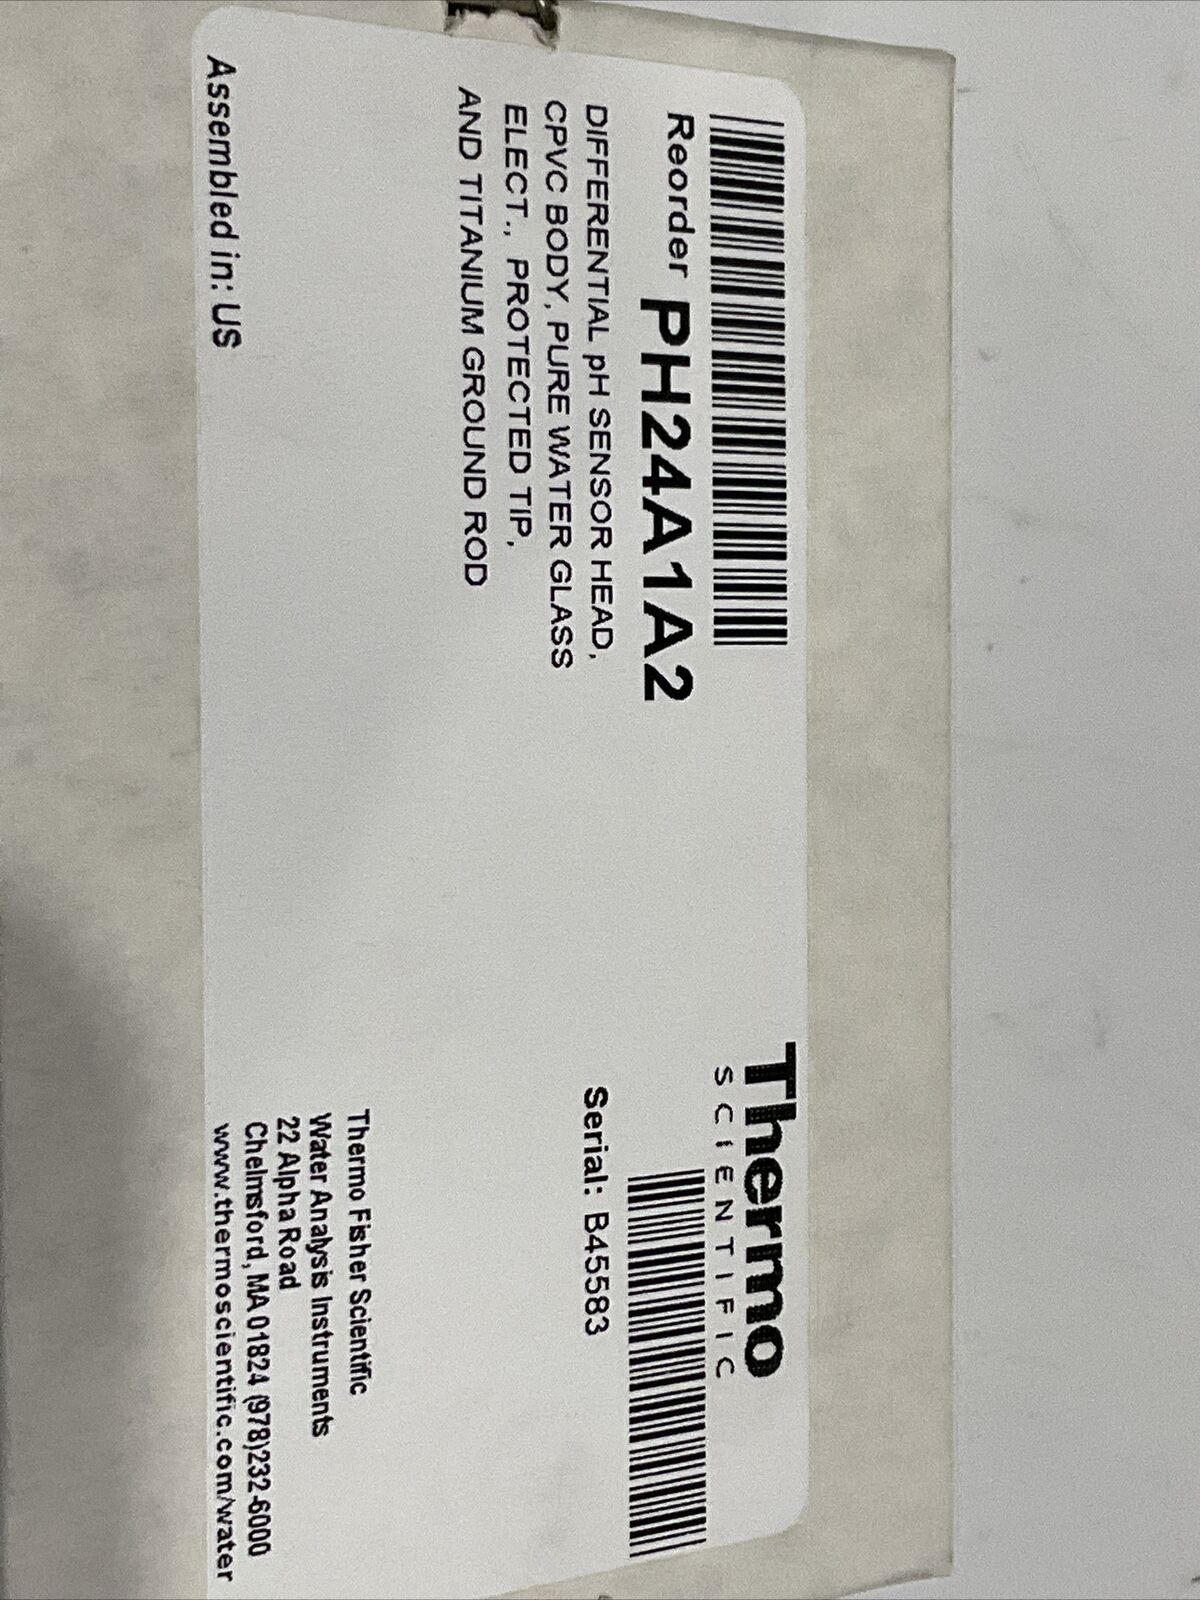 Reorder PH24A1A2
DIFFERENTIAL pH SENSOR HEAD,
CPVC BODY, PURE WATER GLASS
ELECT., PROTECTED TIP,
AND TITANIUM GROUND ROD
Assembled in: US
Thermo
SCIENTIFIC
Serial: B45583
Thermo Fisher Scientific
Water Analysis Instruments
22 Alpha Road
Chelmsford, MA 01824 (978)232-6000
www.thermoscientific.com/water